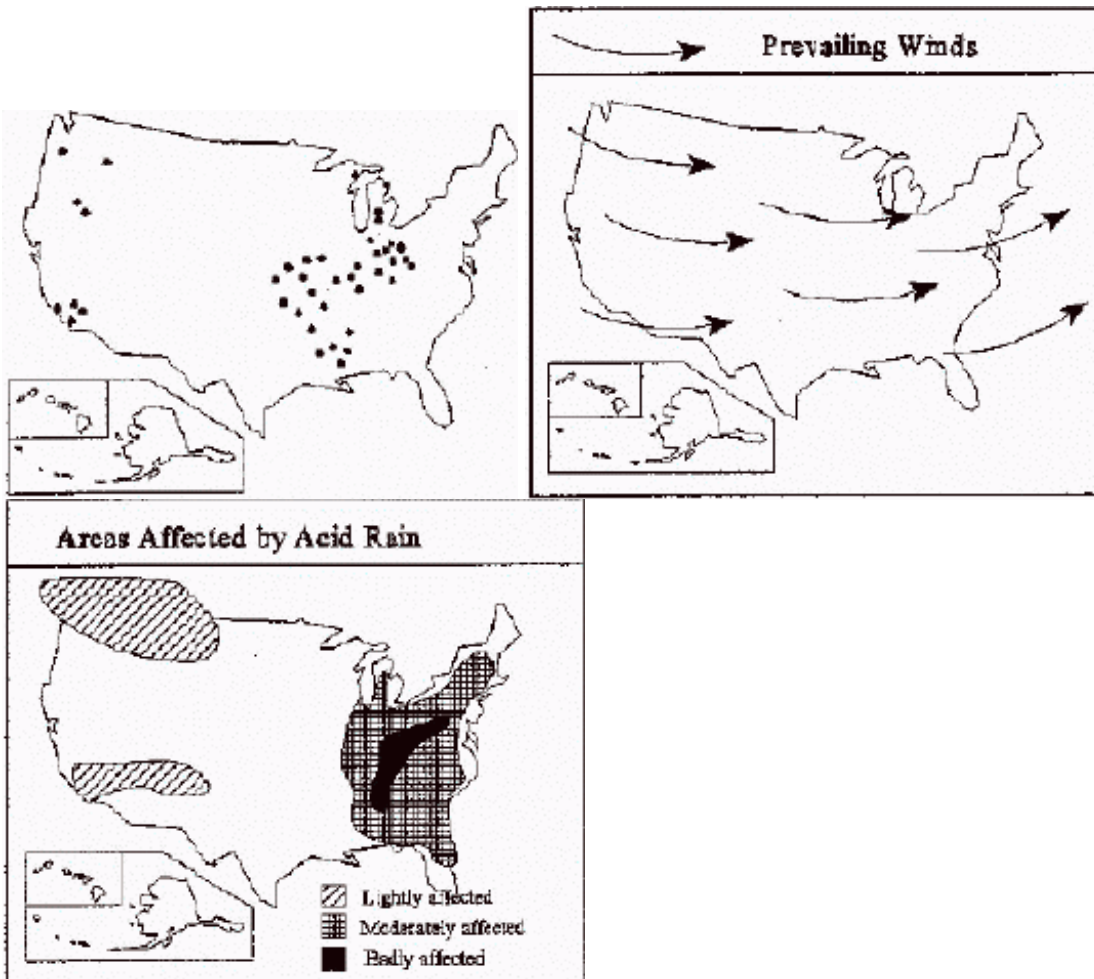 Prevailing Winds
Areas Affected by Acid Rain
Lightly affected
Moderately affected
Badly affected